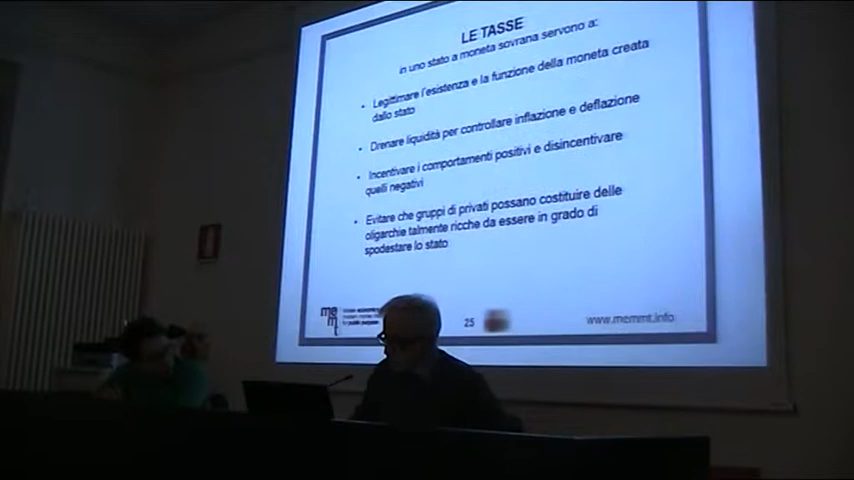 LE TASSE
in uno stato a moneta sovrana servono a:
• Legittimare l'esistenza e la funzione della moneta creata
dallo stato
• Drenare liquidità per controllare inflazione e deflazione
• Incentivare i comportamenti positivi e disincentivare
quelli negativi
• Evitare che gruppi di privati possano costituire delle
oligarchie talmente ricche da essere in grado di
spodestare lo stato
me
mt
25
www.memmt.info